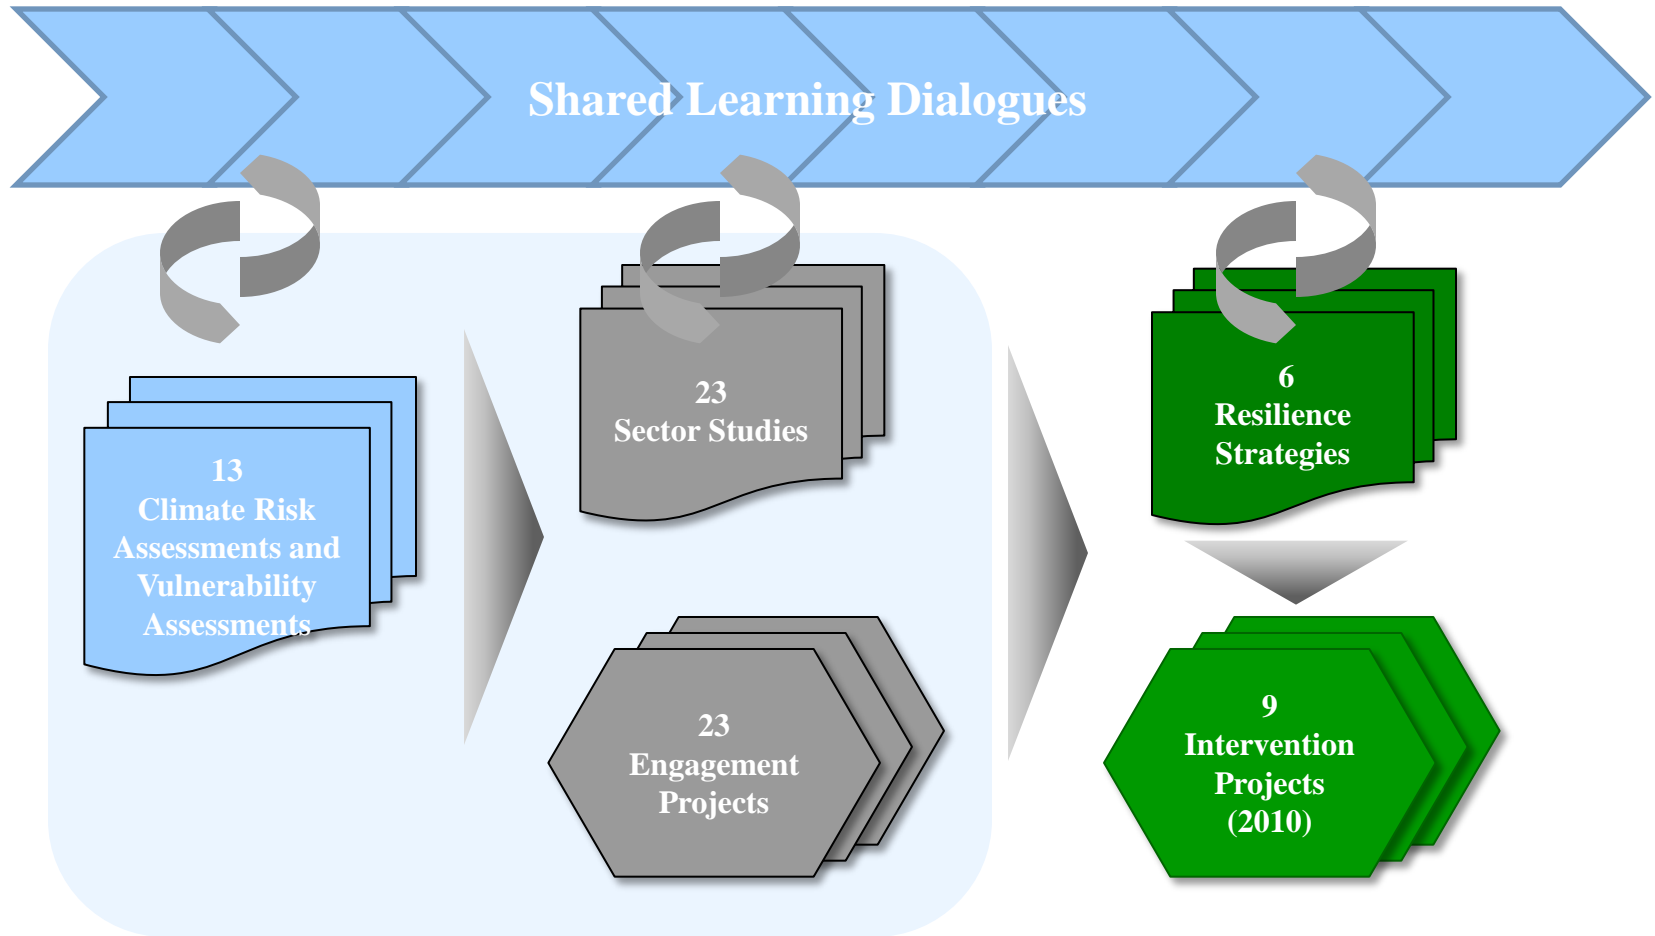 Shared Learning Dialogues
13
Climate Risk
Assessments and
Vulnerability
Assessments
23
Sector Studies
23
Engagement
Projects
6
Resilience
Strategies
9
Intervention
Projects
(2010)